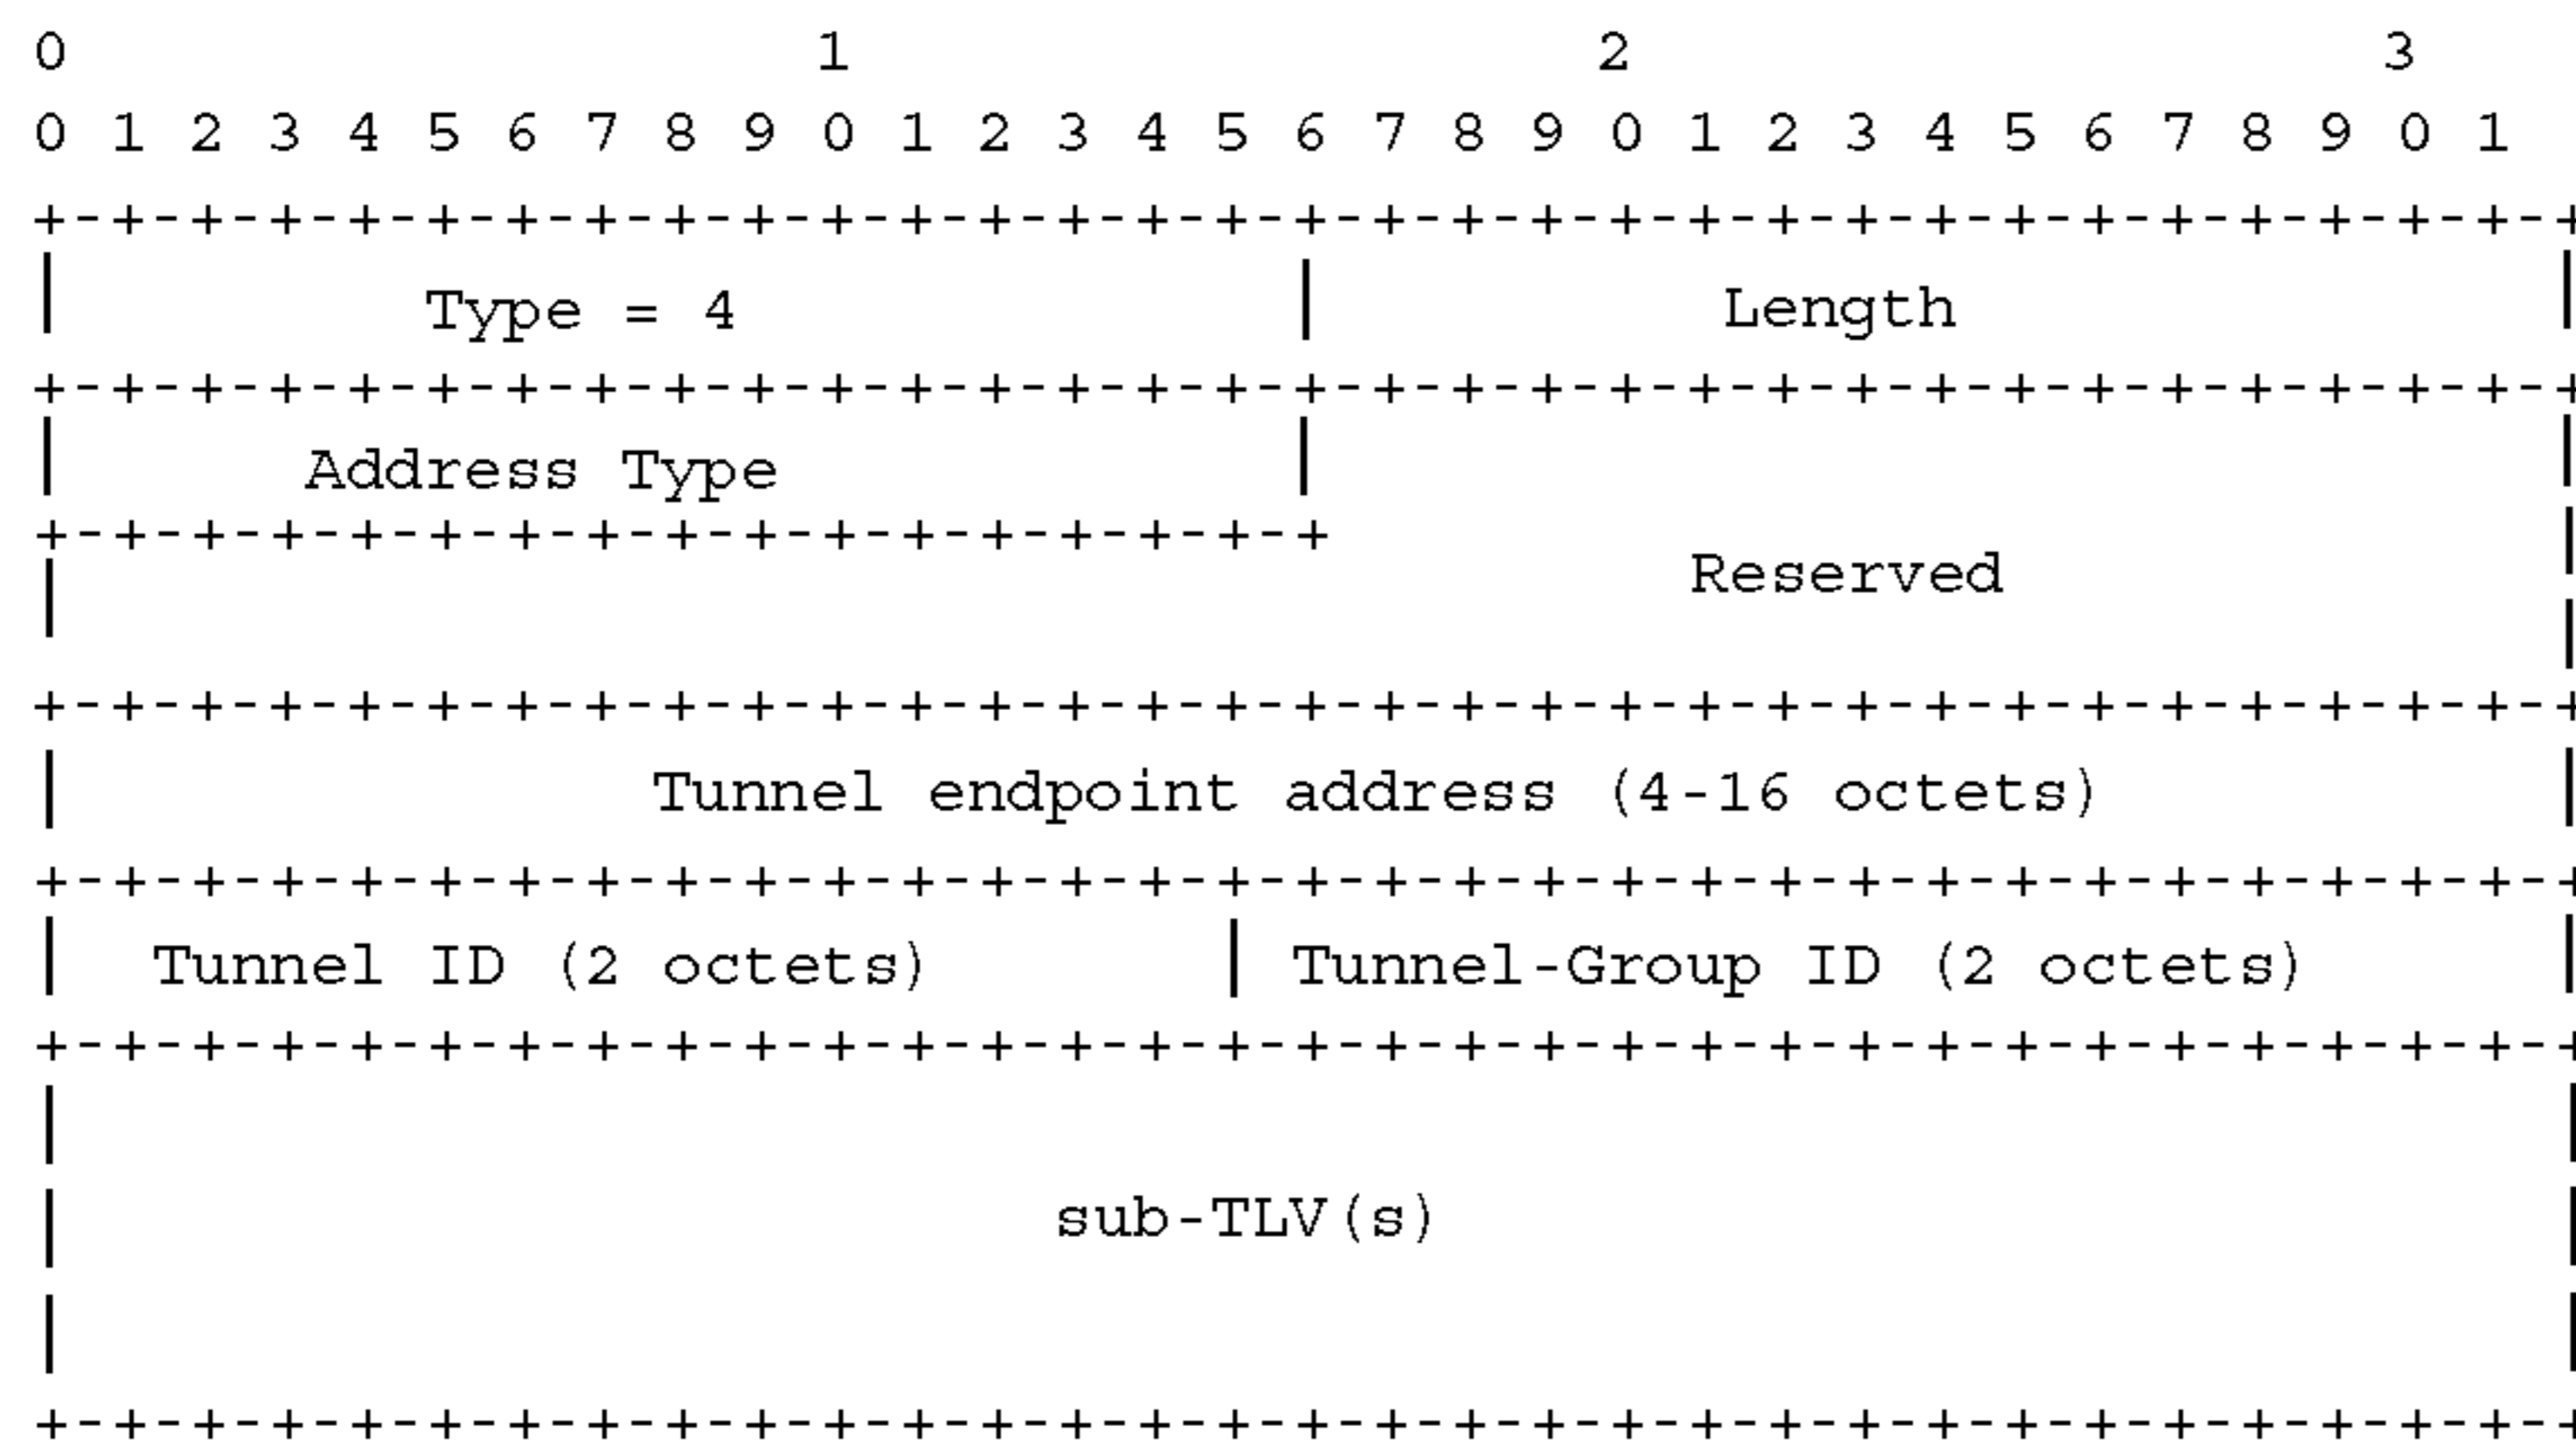 0 1 2 3
0 1 2 3 4 5 6 7 8 9 0 1 2 3 4 5 6 7 8 9 0 1 2 3 4 5 6 7 8 9 0 1
+-+-+-+-+-+-+-+-+-+-+-+-+-+-+-+-+-+-+-+-+-+-+-+-+-+-+-+-+-+-+-+-+
| Type = 4 | Length |
+-+-+-+-+-+-+-+-+-+-+-+-+-+-+-+-+-+-+-+-+-+-+-+-+-+-+-+-+-+-+-+-+
| Address Type | |
+-+-+-+-+-+-+-+-+-+-+-+-+-+-+-+-+ |
| Reserved |
+-+-+-+-+-+-+-+-+-+-+-+-+-+-+-+-+-+-+-+-+-+-+-+-+-+-+-+-+-+-+-+-+
| Tunnel endpoint address (4-16 octets) |
+-+-+-+-+-+-+-+-+-+-+-+-+-+-+-+-+-+-+-+-+-+-+-+-+-+-+-+-+-+-+-+-+
| Tunnel ID (2 octets) | Tunnel-Group ID (2 octets) |
+-+-+-+-+-+-+-+-+-+-+-+-+-+-+-+-+-+-+-+-+-+-+-+-+-+-+-+-+-+-+-+-+
| |
| sub-TLV(s) |
| |
+-+-+-+-+-+-+-+-+-+-+-+-+-+-+-+-+-+-+-+-+-+-+-+-+-+-+-+-+-+-+-+-+